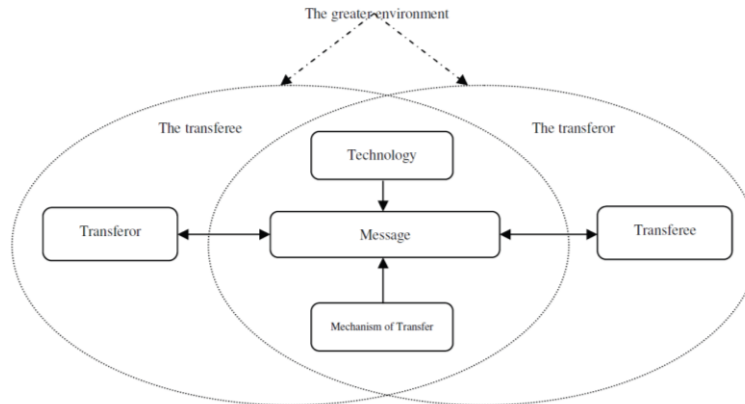 The greater environment
The transferee
The transferor
Technology
Transferor
Message
Transferee
Mechanism of Transfer